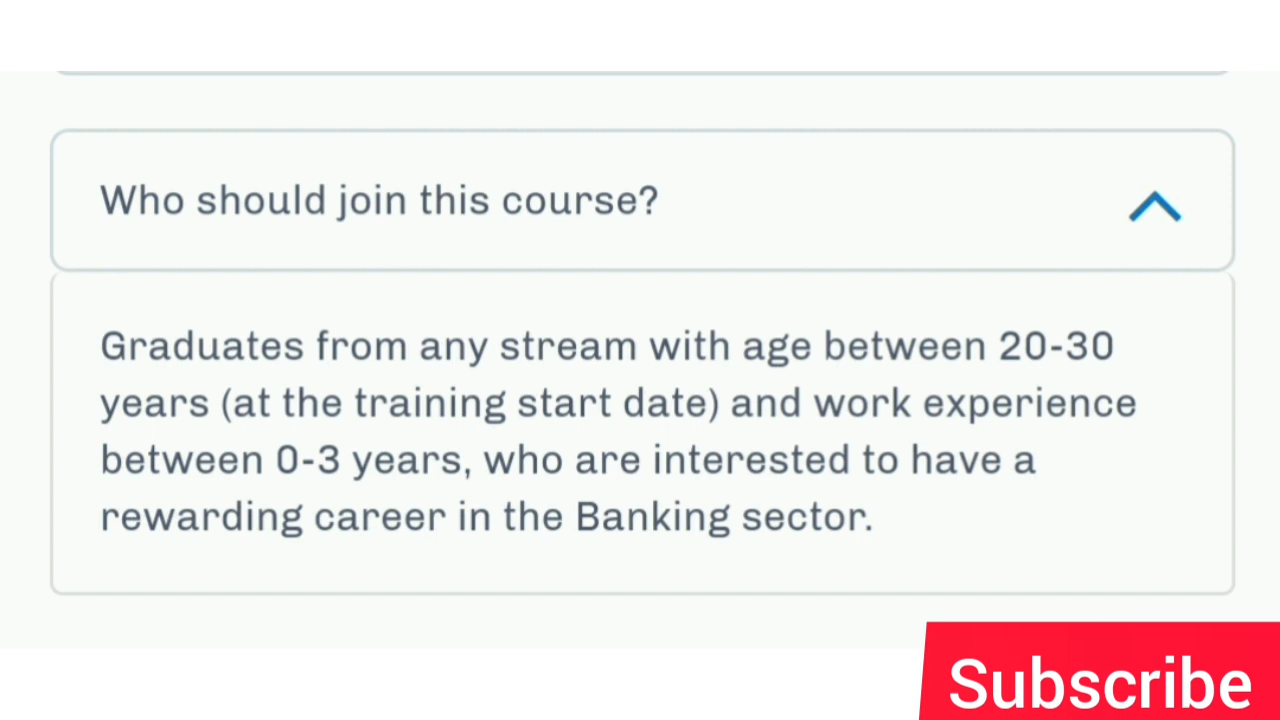 Who should join this course?
Graduates from any stream with age between 20-30
years (at the training start date) and work experience
between 0-3 years, who are interested to have a
rewarding career in the Banking sector.
Subscribe